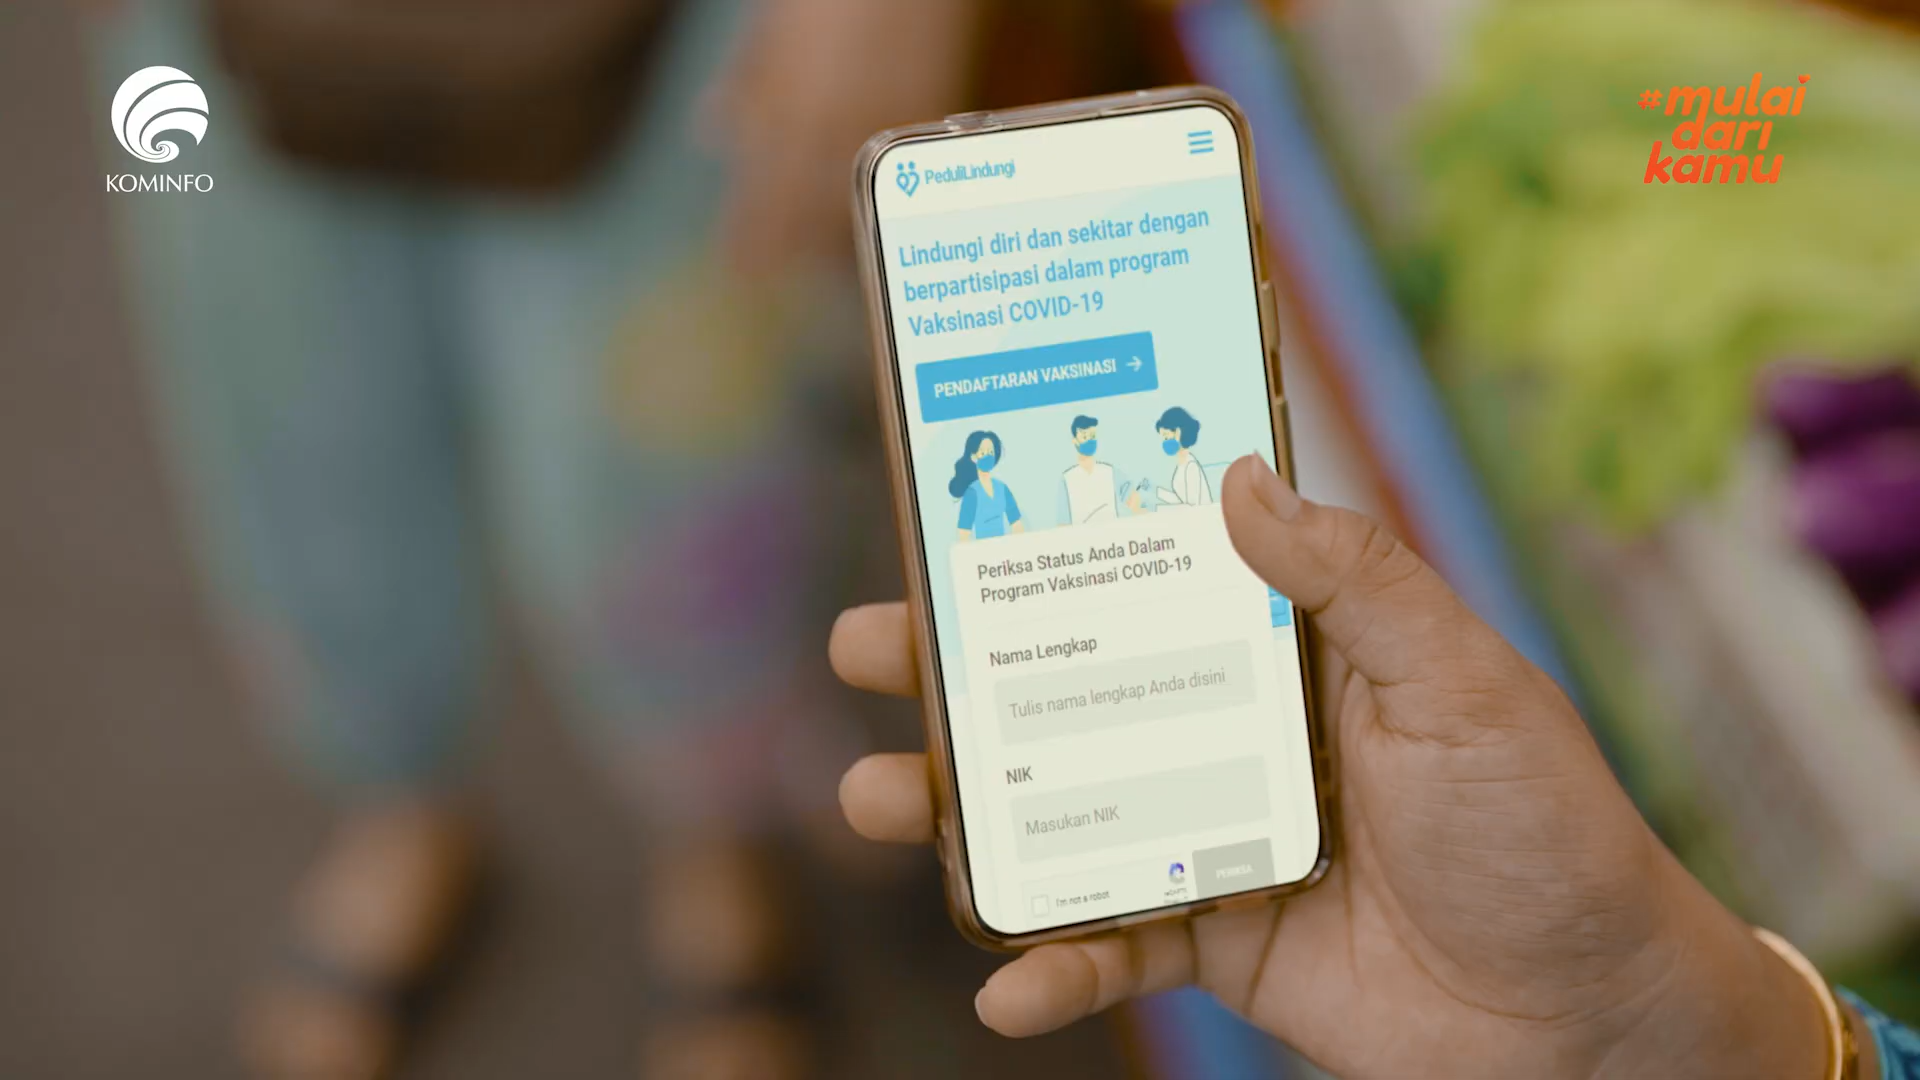 KOMINFO
#mulai
dari
kamu
PeduliLindungi
Lindungi diri dan sekitar dengan
berpartisipasi dalam program
Vaksinasi COVID-19
PENDAFTARAN VAKSINASI →
Periksa Status Anda Dalam
Program Vaksinasi COVID-19
Nama Lengkap
Tulis nama lengkap Anda disini
NIK
Masukan NIK
I'm not a robot
PERIKSA